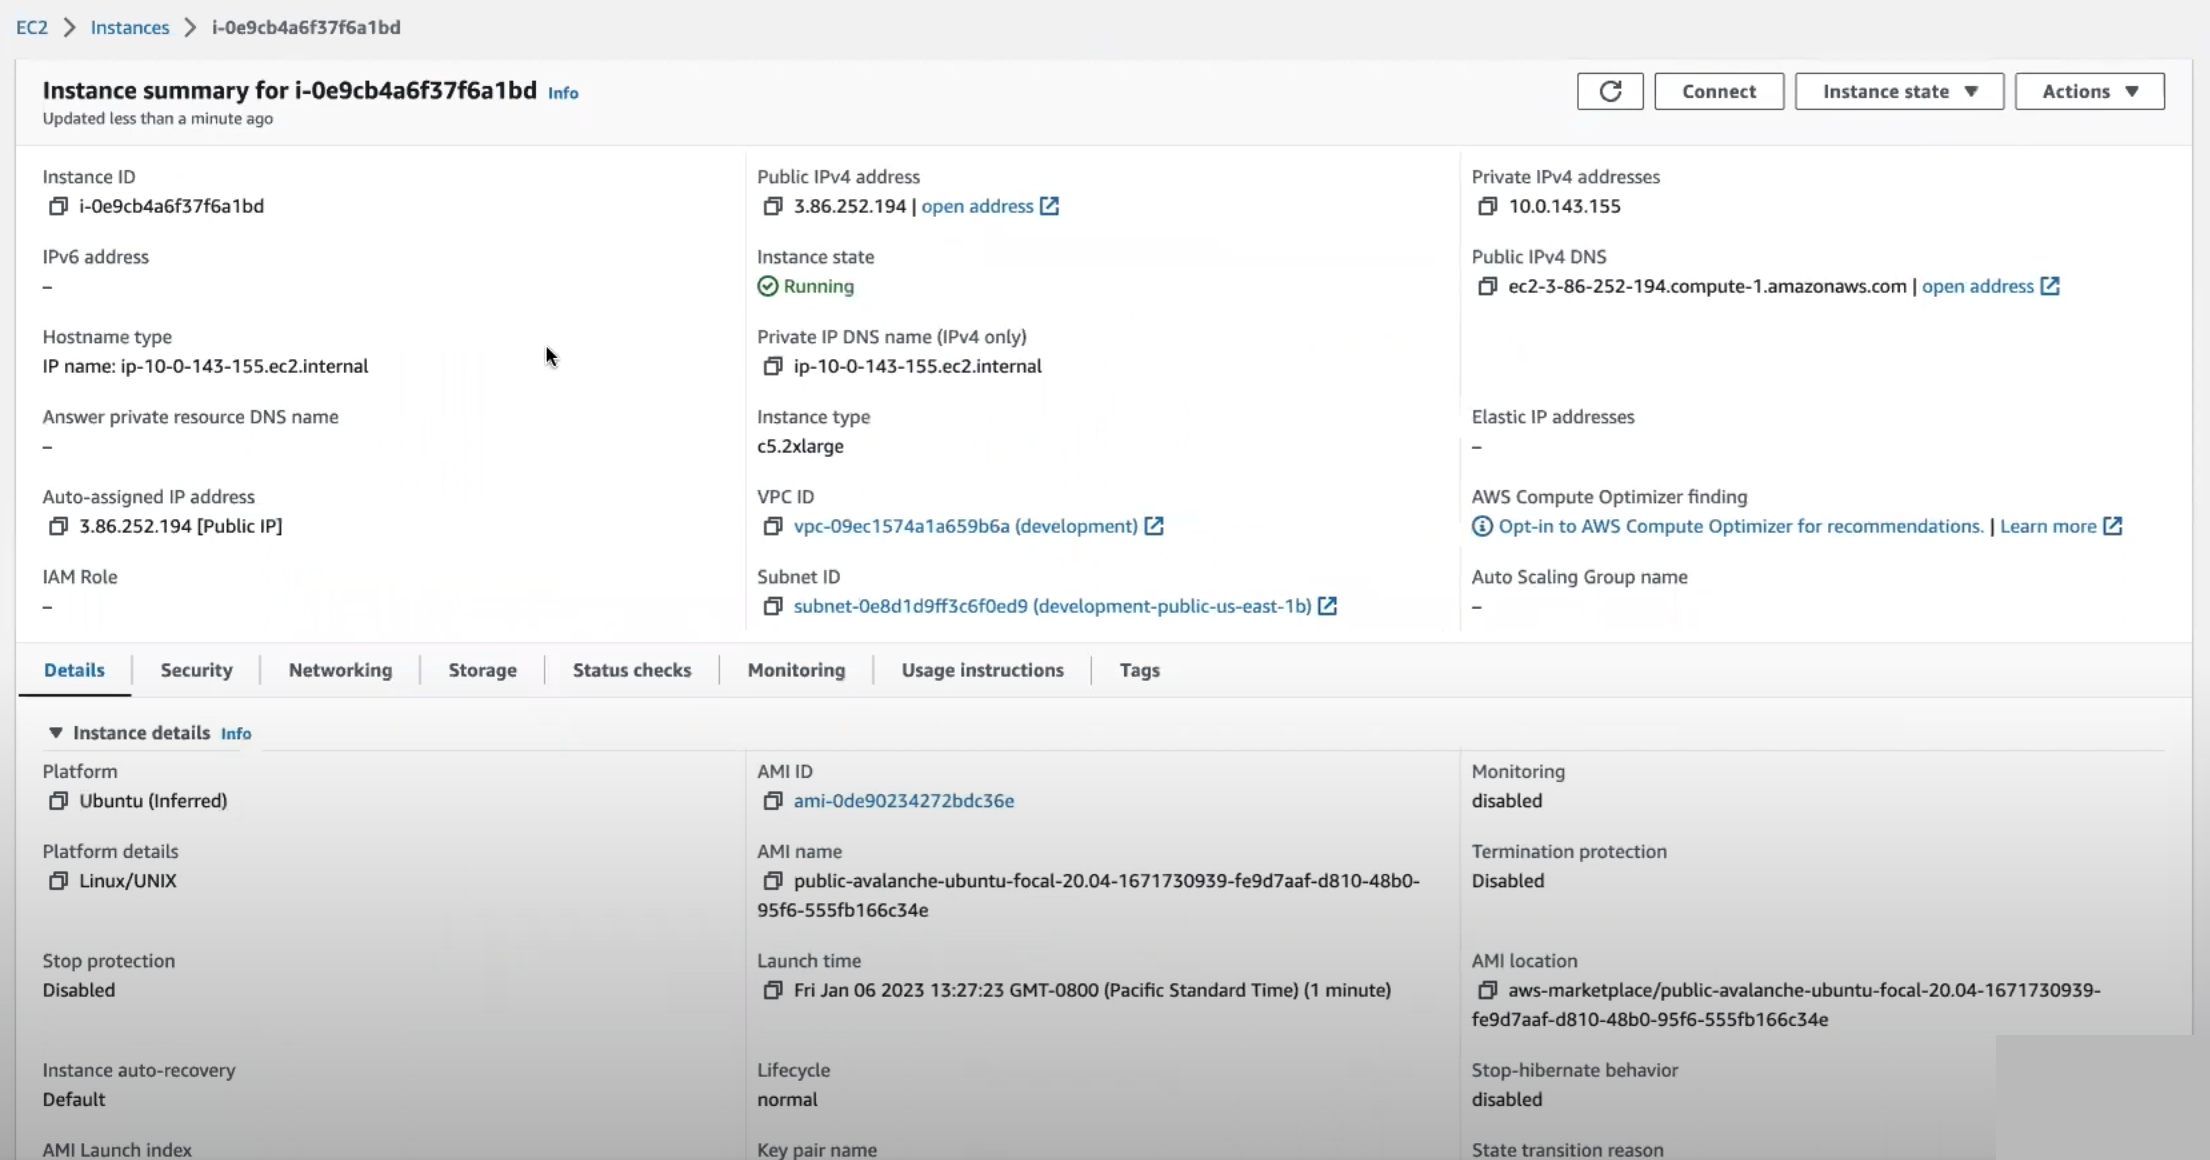 EC2 > Instances > i-0e9cb4a6f37f6a1bd
Instance summary for i-0e9cb4a6f37f6a1bd Info
Updated less than a minute ago
Connect
Instance state
Actions
Instance ID
i-0e9cb4a6f37f6a1bd
Public IPv4 address
3.86.252.194 | open address
Private IPv4 addresses
10.0.143.155
IPv6 address
–
Instance state
Running
Public IPv4 DNS
ec2-3-86-252-194.compute-1.amazonaws.com | open address
Hostname type
IP name: ip-10-0-143-155.ec2.internal
Private IP DNS name (IPv4 only)
ip-10-0-143-155.ec2.internal
Answer private resource DNS name
–
Instance type
c5.2xlarge
Elastic IP addresses
–
Auto-assigned IP address
3.86.252.194 [Public IP]
VPC ID
vpc-09ec1574a1a659b6a (development)
AWS Compute Optimizer finding
Opt-in to AWS Compute Optimizer for recommendations. | Learn more
IAM Role
–
Subnet ID
subnet-0e8d1d9ff3c6f0ed9 (development-public-us-east-1b)
Auto Scaling Group name
–
Details
Security
Networking
Storage
Status checks
Monitoring
Usage instructions
Tags
Instance details Info
Platform
Ubuntu (Inferred)
AMI ID
ami-0de90234272bdc36e
Monitoring
disabled
Platform details
Linux/UNIX
AMI name
public-avalanche-ubuntu-focal-20.04-1671730939-fe9d7aaf-d810-48b0-
95f6-555fb166c34e
Termination protection
Disabled
Stop protection
Disabled
Launch time
Fri Jan 06 2023 13:27:23 GMT-0800 (Pacific Standard Time) (1 minute)
AMI location
aws-marketplace/public-avalanche-ubuntu-focal-20.04-1671730939-
fe9d7aaf-d810-48b0-95f6-555fb166c34e
Instance auto-recovery
Default
Lifecycle
normal
Stop-hibernate behavior
disabled
AMI Launch index
Key pair name
State transition reason